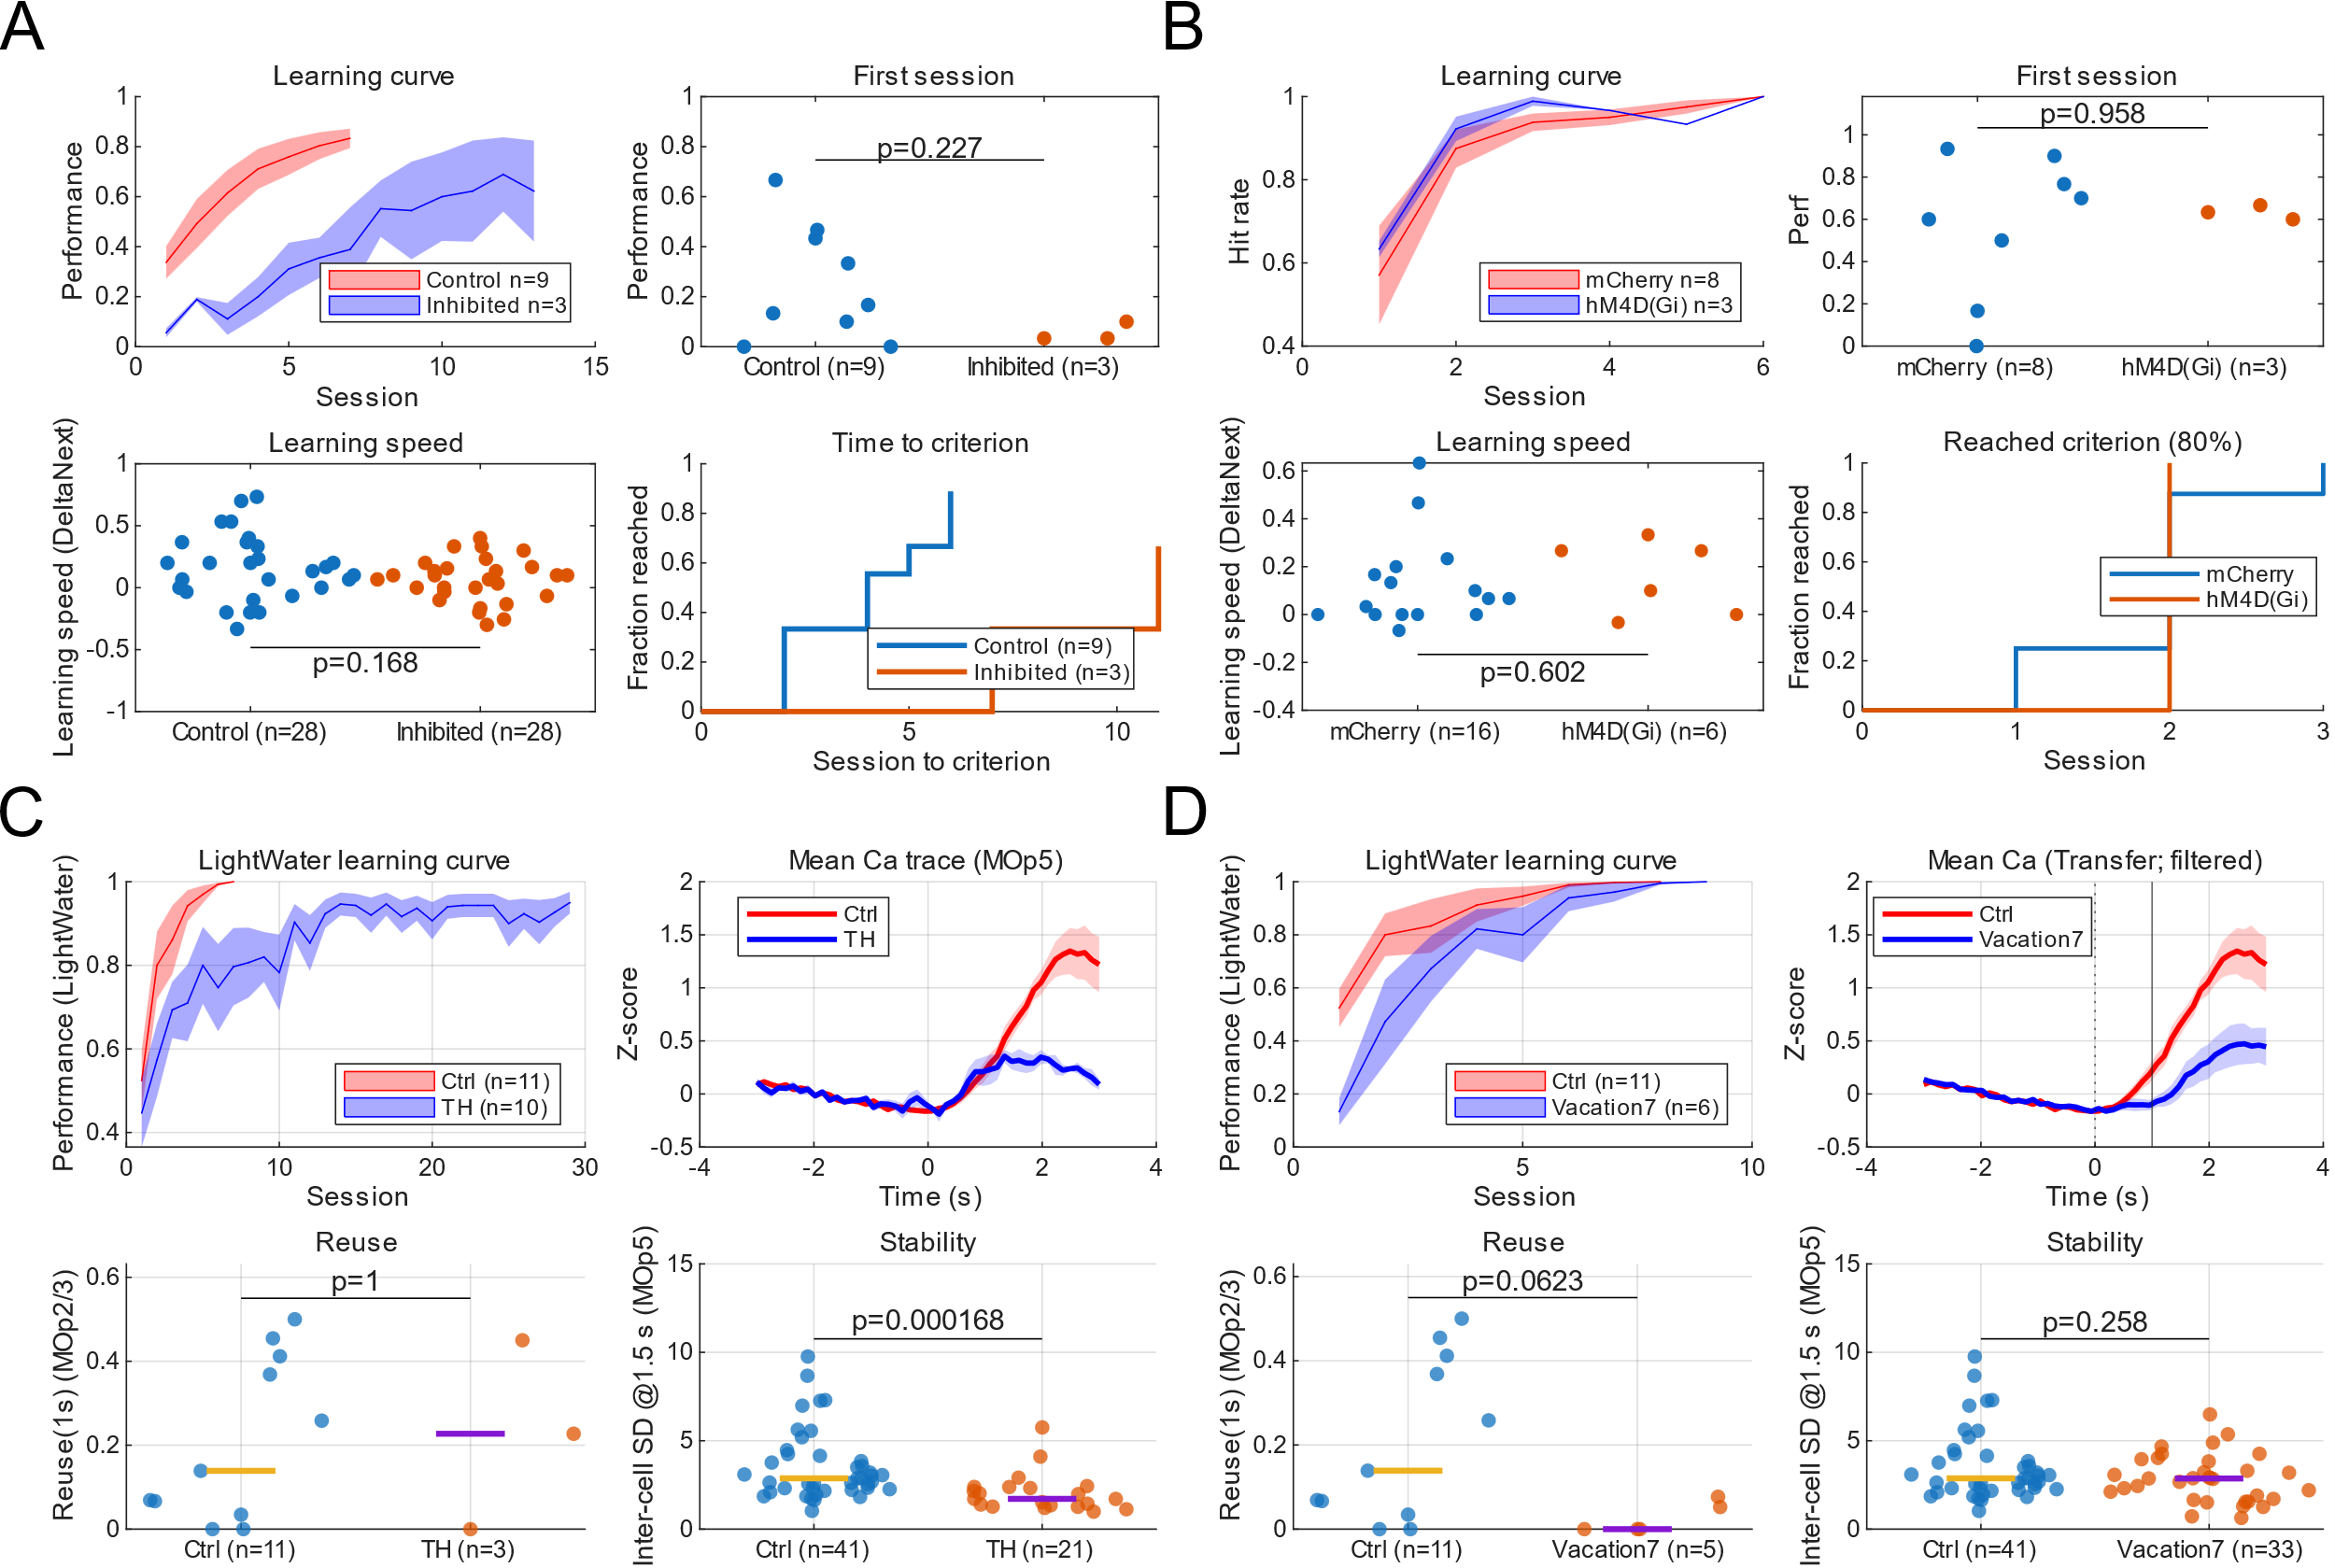 A
Learning curve
Performance
1
0.8
0.6
0.4
0.2
0
0
5
10
15
Session
Control n=9
Inhibited n=3
First session
Performance
1
0.8
0.6
0.4
0.2
0
p=0.227
Control (n=9)
Inhibited (n=3)
Learning speed
Learning speed (DeltaNext)
1
0.5
0
-0.5
-1
p=0.168
Control (n=28)
Inhibited (n=28)
Time to criterion
Fraction reached
1
0.8
0.6
0.4
0.2
0
0
5
10
Session to criterion
Control (n=9)
Inhibited (n=3)
B
Learning curve
Hit rate
1
0.8
0.6
0.4
0
2
4
6
Session
mCherry n=8
hM4D(Gi) n=3
First session
Perf
1
0.8
0.6
0.4
0.2
0
p=0.958
mCherry (n=8)
hM4D(Gi) (n=3)
Learning speed
Learning speed (DeltaNext)
0.6
0.4
0.2
0
-0.2
-0.4
p=0.602
mCherry (n=16)
hM4D(Gi) (n=6)
Reached criterion (80%)
Fraction reached
1
0.8
0.6
0.4
0.2
0
0
1
2
3
Session
mCherry
hM4D(Gi)
C
LightWater learning curve
Performance (LightWater)
1
0.8
0.6
0.4
0
10
20
30
Session
Ctrl (n=11)
TH (n=10)
Mean Ca trace (MOp5)
Z-score
2
1.5
1
0.5
0
-0.5
-4
-2
0
2
4
Time (s)
Ctrl
TH
Reuse
Reuse(1s) (MOp2/3)
0.6
0.4
0.2
0
p=1
Ctrl (n=11)
TH (n=3)
Stability
Inter-cell SD @1.5 s (MOp5)
15
10
5
0
p=0.000168
Ctrl (n=41)
TH (n=21)
D
LightWater learning curve
Performance (LightWater)
1
0.8
0.6
0.4
0.2
0
0
5
10
Session
Ctrl (n=11)
Vacation7 (n=6)
Mean Ca (Transfer; filtered)
Z-score
2
1.5
1
0.5
0
-0.5
-4
-2
0
2
4
Time (s)
Ctrl
Vacation7
Reuse
Reuse(1s) (MOp2/3)
0.6
0.4
0.2
0
p=0.0623
Ctrl (n=11)
Vacation7 (n=5)
Stability
Inter-cell SD @1.5 s (MOp5)
15
10
5
0
p=0.258
Ctrl (n=41)
Vacation7 (n=33)